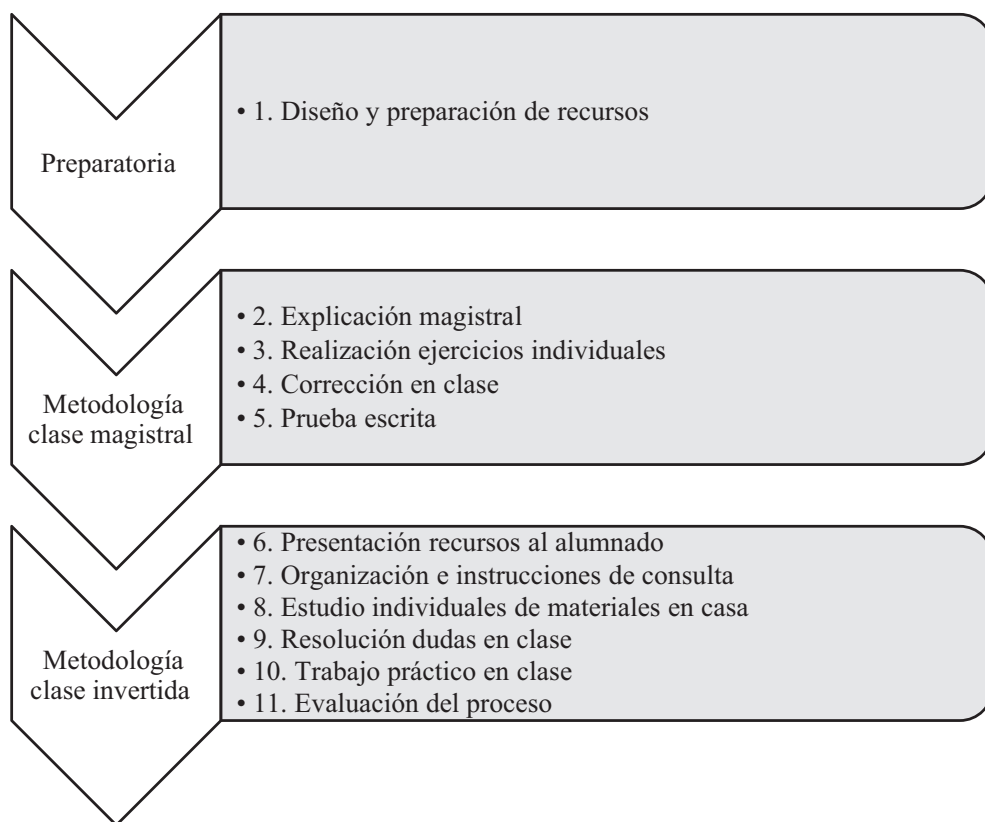 Preparatoria
• 1. Diseño y preparación de recursos
Metodología
clase magistral
• 2. Explicación magistral
• 3. Realización ejercicios individuales
• 4. Corrección en clase
• 5. Prueba escrita
Metodología
clase invertida
• 6. Presentación recursos al alumnado
• 7. Organización e instrucciones de consulta
• 8. Estudio individuales de materiales en casa
• 9. Resolución dudas en clase
• 10. Trabajo práctico en clase
• 11. Evaluación del proceso